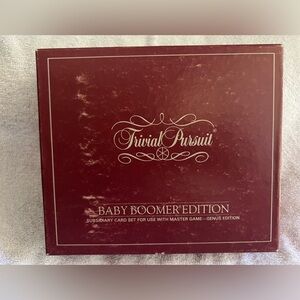 Trivial Pursuit®
BABY BOOMER EDITION
SUBSIDIARY CARD SET FOR USE WITH MASTER GAME—GENUS EDITION